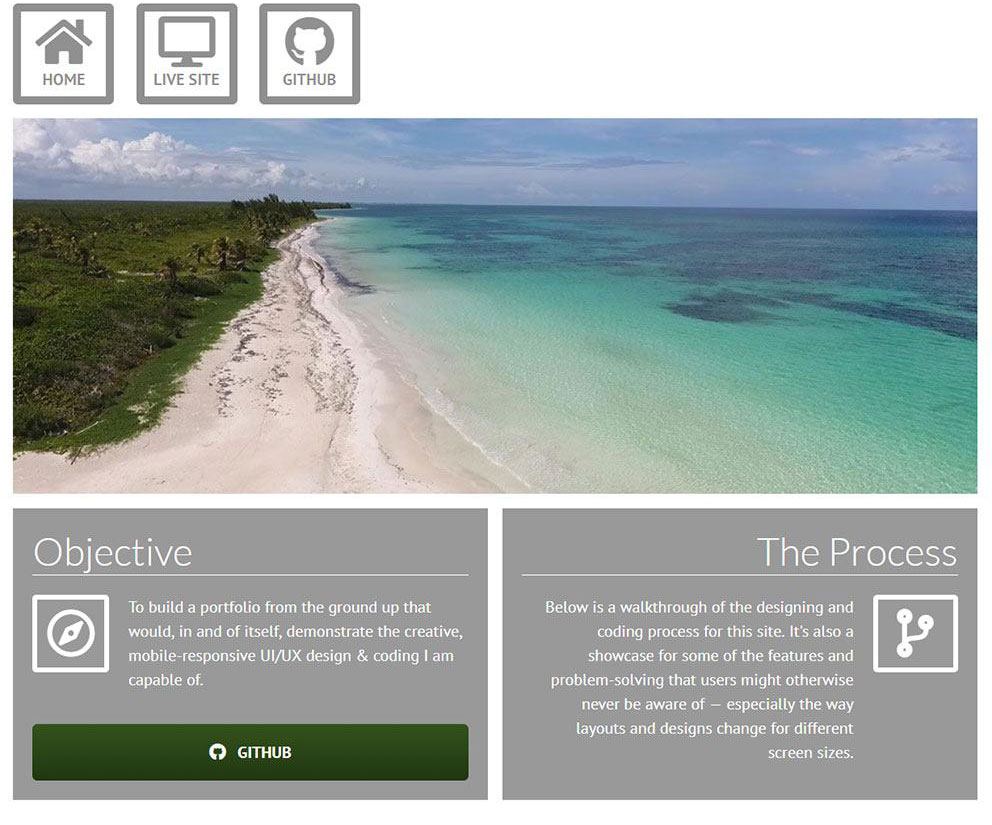 HOME
LIVE SITE
GITHUB
Objective
To build a portfolio from the ground up that
would, in and of itself, demonstrate the creative,
mobile-responsive UI/UX design & coding I am
capable of.
GITHUB
The Process
Below is a walkthrough of the designing and
coding process for this site. It's also a
showcase for some of the features and
problem-solving that users might otherwise
never be aware of — especially the way
layouts and designs change for different
screen sizes.